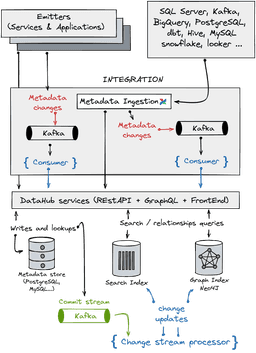 Emitters
(Services & Applications)
SQL Server, Kafka,
BigQuery, PostgreSQL,
dbt, Hive, MySQL
snowflake, looker ...
INTEGRATION
Metadata
changes
Metadata Ingestion
Metadata
changes
Kafka
Kafka
{ Consumer }
{ Consumer }
DataHub services (REstAPI + GraphQL + FrontEnd)
Writes and lookups
Search / relationships queries
Metadata store
(PostgreSQL,
MySQL...)
Search Index
Graph Index
Neo4J
Commit stream
Kafka
change
updates
{ Change stream processor/ }